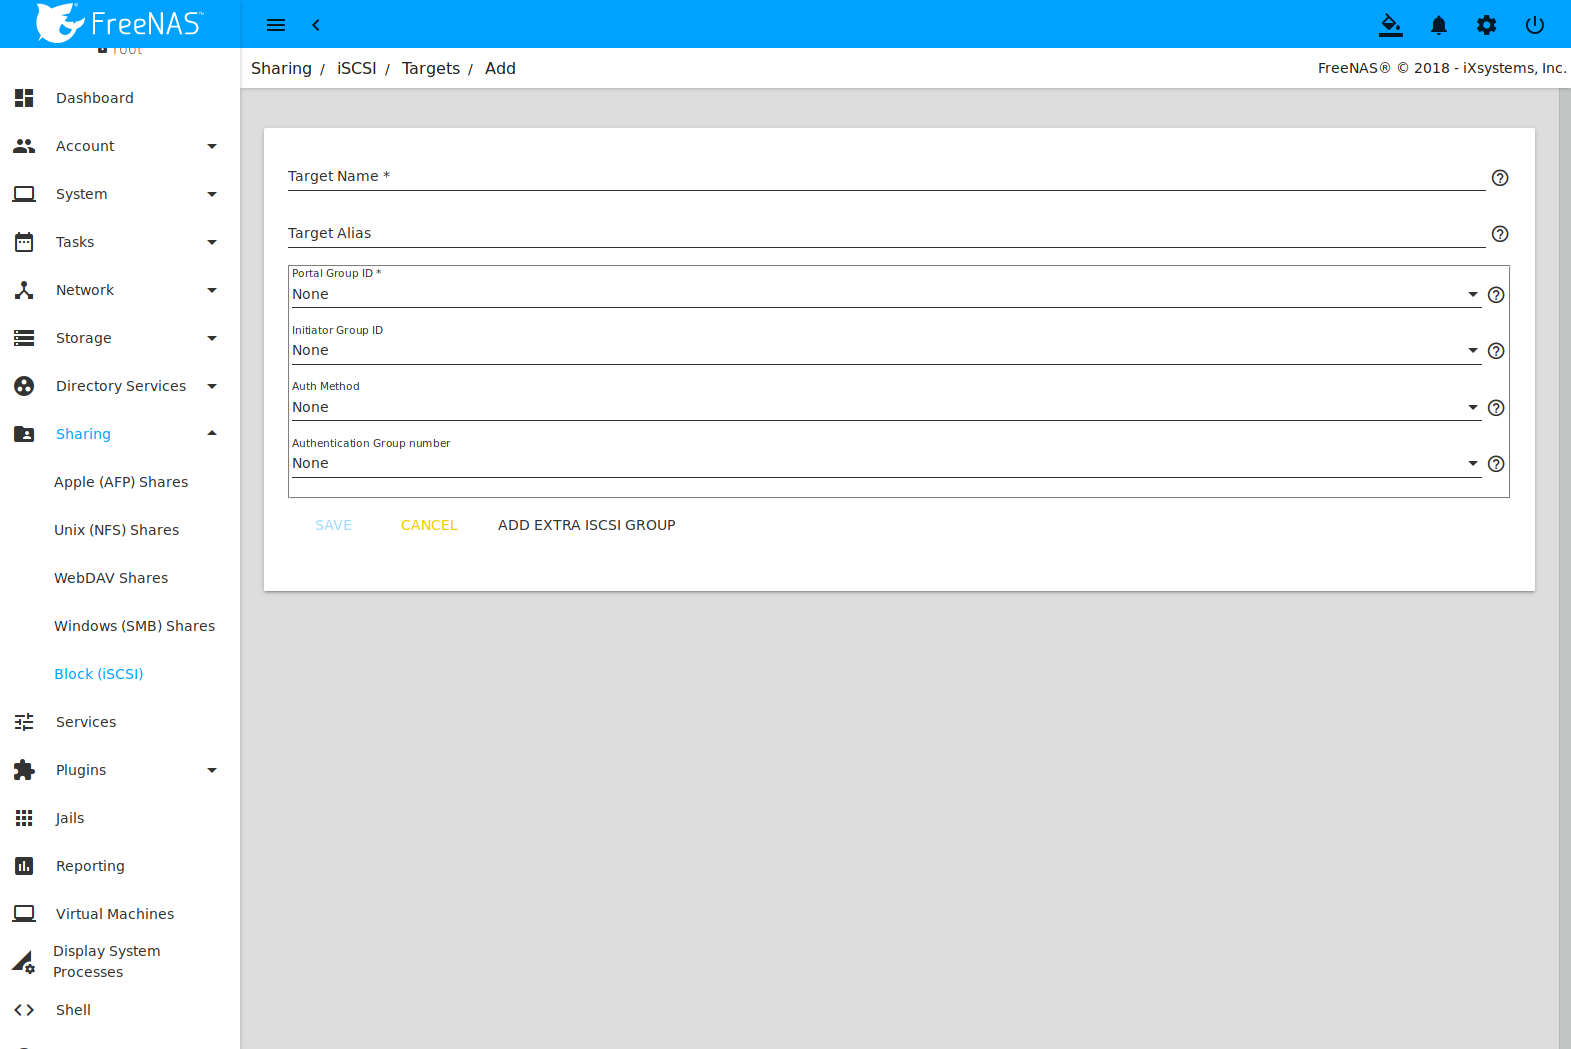 FreeNAS™
root
Sharing / iSCSI / Targets / Add
FreeNAS® © 2018 - iXsystems, Inc.
Dashboard
Account
System
Tasks
Network
Storage
Directory Services
Sharing
Apple (AFP) Shares
Unix (NFS) Shares
WebDAV Shares
Windows (SMB) Shares
Block (iSCSI)
Services
Plugins
Jails
Reporting
Virtual Machines
Display System
Processes
Shell
Target Name *
Target Alias
Portal Group ID *
None
Initiator Group ID
None
Auth Method
None
Authentication Group number
None
SAVE CANCEL ADD EXTRA ISCSI GROUP